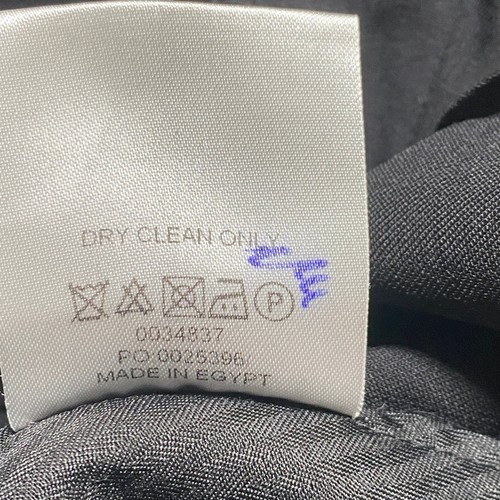 DRY CLEAN ONLY
P
0034837
PO:0025396
MADE IN EGYPT